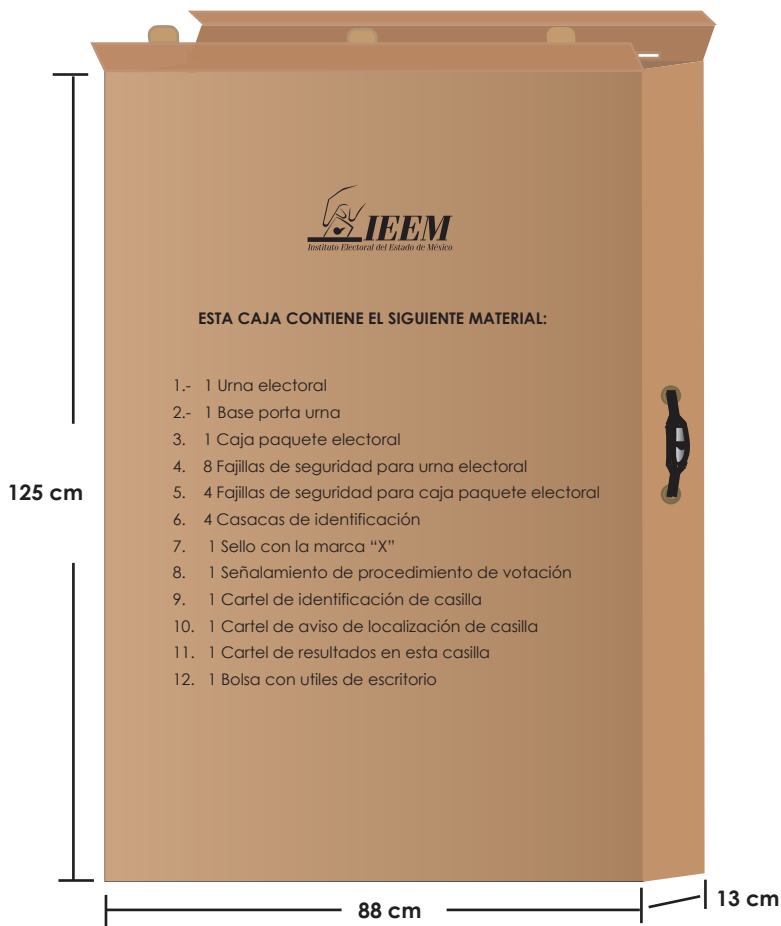 IEEM
Instituto Electoral del Estado de México
ESTA CAJA CONTIENE EL SIGUIENTE MATERIAL:
1.- 1 Urna electoral
2.- 1 Base porta urna
3. 1 Caja paquete electoral
4. 8 Fajillas de seguridad para urna electoral
5. 4 Fajillas de seguridad para caja paquete electoral
6. 4 Casacas de identificación
7. 1 Sello con la marca “X”
8. 1 Señalamiento de procedimiento de votación
9. 1 Cartel de identificación de casilla
10. 1 Cartel de aviso de localización de casilla
11. 1 Cartel de resultados en esta casilla
12. 1 Bolsa con utiles de escritorio
125 cm
88 cm
13 cm